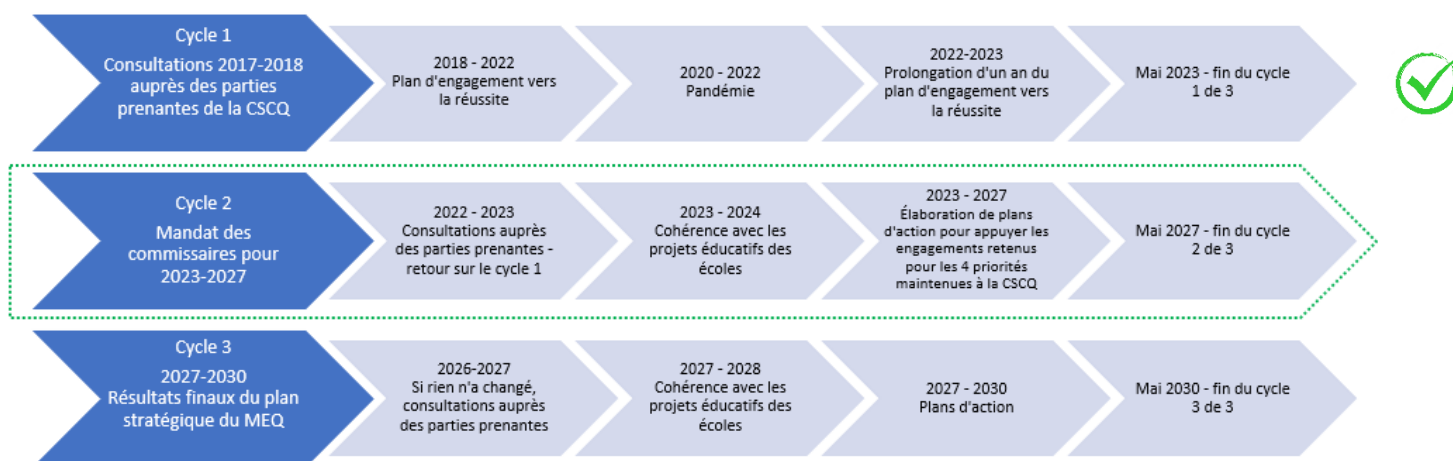 Cycle 1
Consultations 2017-2018
auprès des parties
prenantes de la CSCQ
2018 - 2022
Plan d'engagement vers
la réussite
2020 - 2022
Pandémie
2022-2023
Prolongation d'un an du
plan d'engagement vers
la réussite
Mai 2023 - fin du cycle
1 de 3
Cycle 2
Mandat des
commissaires pour
2023-2027
2022 - 2023
Consultations auprès
des parties prenantes -
retour sur le cycle 1
2023 - 2024
Cohérence avec les
projets éducatifs des
écoles
2023 - 2027
Élaboration de plans
d'action pour appuyer les
engagements retenus
pour les 4 priorités
maintenues à la CSCQ
Mai 2027 - fin du cycle
2 de 3
Cycle 3
2027-2030
Résultats finaux du plan
stratégique du MEQ
2026-2027
Si rien n'a changé,
consultations auprès
des parties prenantes
2027 - 2028
Cohérence avec les
projets éducatifs des
écoles
2027 - 2030
Plans d'action
Mai 2030 - fin du cycle
3 de 3